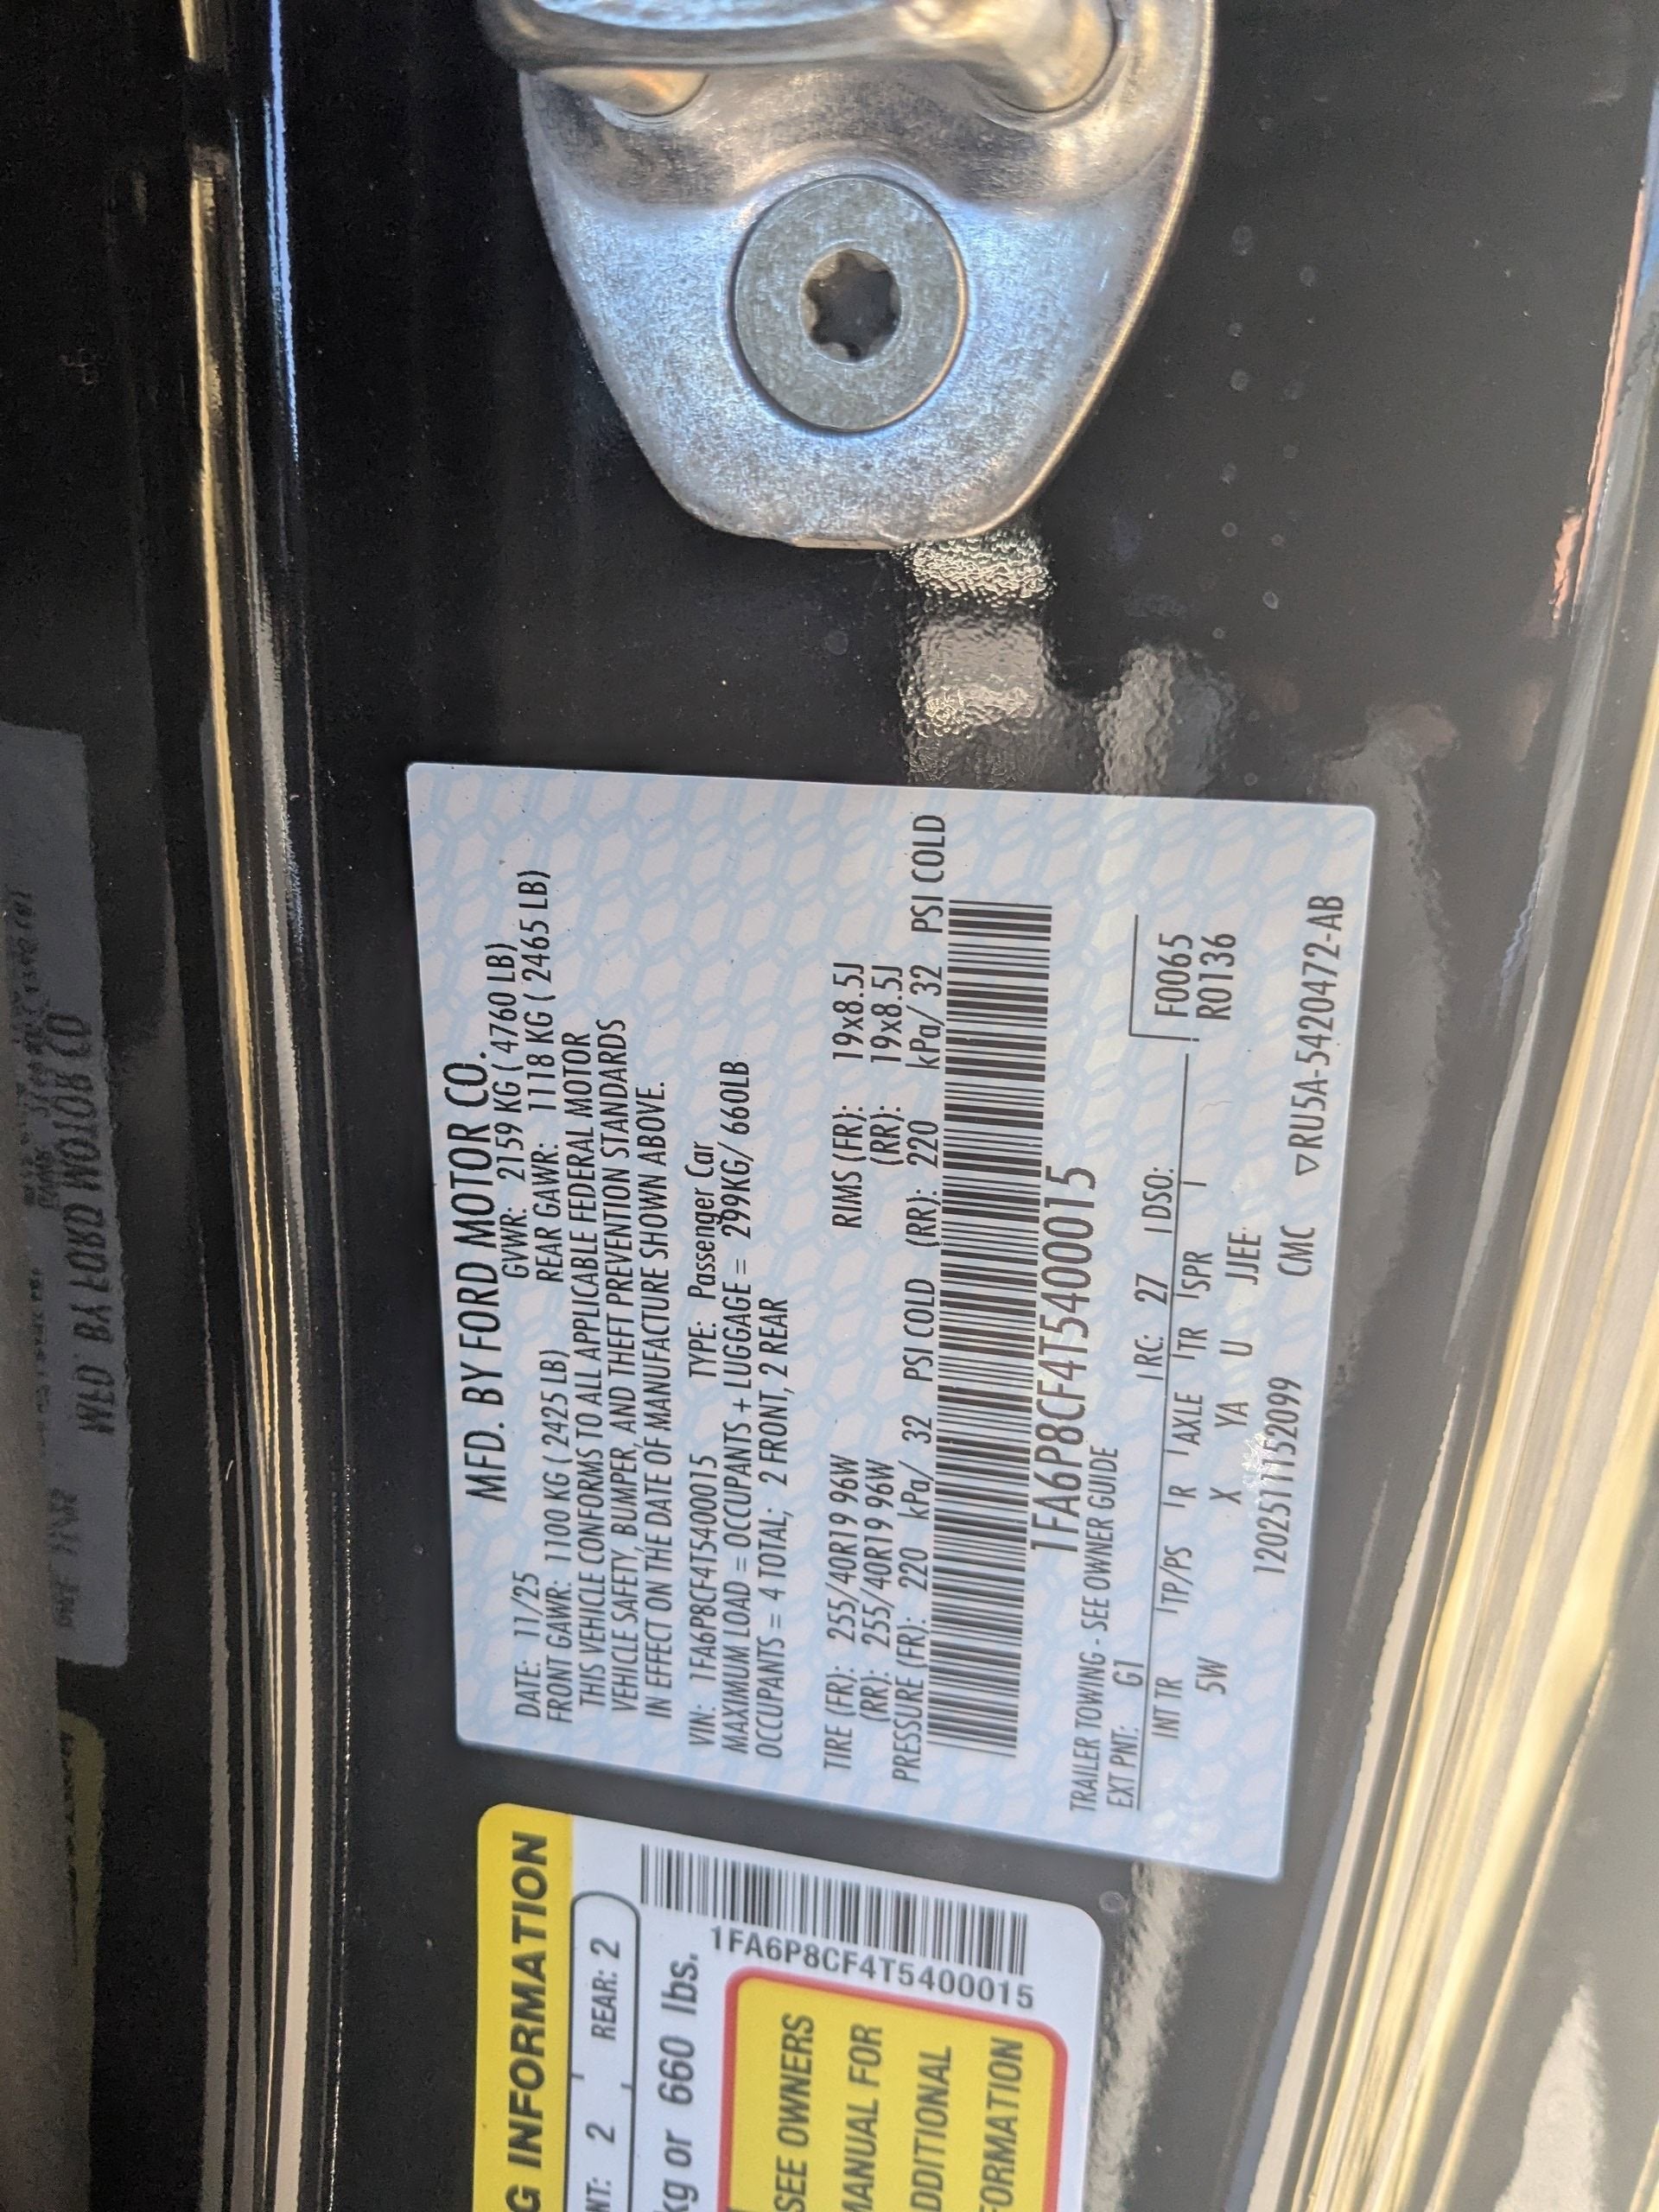 MFD. BY FORD MOTOR CO.
DATE: 11/25 GVWR: 2159 KG ( 4760 LB)
FRONT GAWR: 1100 KG ( 2425 LB) REAR GAWR: 1118 KG ( 2465 LB)
THIS VEHICLE CONFORMS TO ALL APPLICABLE FEDERAL MOTOR
VEHICLE SAFETY, BUMPER, AND THEFT PREVENTION STANDARDS
IN EFFECT ON THE DATE OF MANUFACTURE SHOWN ABOVE.
VIN: 1FA6P8CF4T5400015 TYPE: Passenger Car
MAXIMUM LOAD = OCCUPANTS + LUGGAGE = 299KG/ 660LB
OCCUPANTS = 4 TOTAL; 2 FRONT, 2 REAR
TIRE (FR): 255/40R19 96W RIMS (FR): 19x8.5J
(RR): 255/40R19 96W (RR): 19x8.5J
PRESSURE (FR): 220 kPa/ 32 PSI COLD (RR): 220 kPa/ 32 PSI COLD
1FA6P8CF4T5400015
TRAILER TOWING - SEE OWNER GUIDE
EXT PNT: G1 RC: 27 DSO:
INT TR TP/PS R AXLE TR SPR F0065
5W X YA U JJEE R0136
120251115209 CMC ▽RU5A-5420472-AB
G INFORMATION
NT: 2 REAR: 2
kg or 660 lbs.
1FA6P8CF4T5400015
SEE OWNERS
MANUAL FOR
DDITIONAL
FORMATION